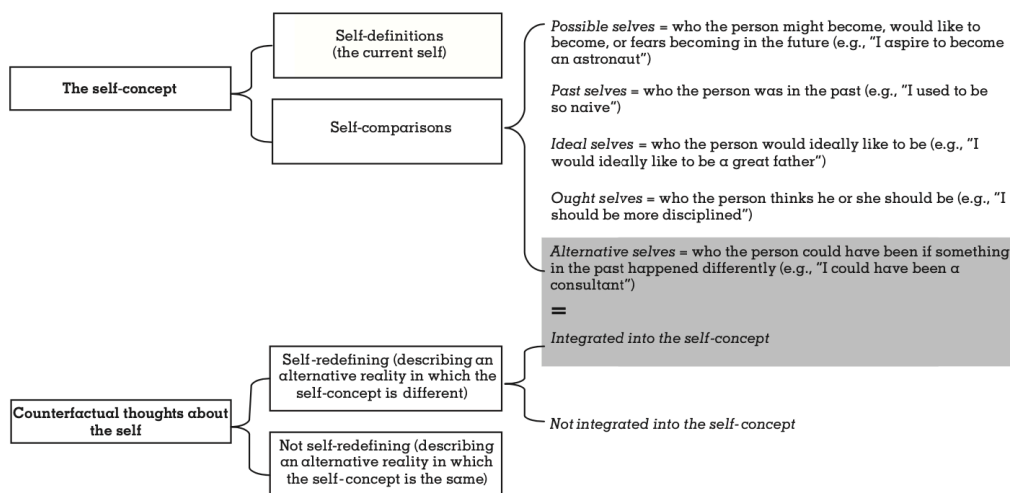 The self-concept
Self-definitions
(the current self)
Self-comparisons
Possible selves = who the person might become, would like to
become, or fears becoming in the future (e.g., “I aspire to become
an astronaut”)
Past selves = who the person was in the past (e.g., “I used to be
so naive”)
Ideal selves = who the person would ideally like to be (e.g., “I
would ideally like to be a great father”)
Ought selves = who the person thinks he or she should be (e.g., “I
should be more disciplined”)
Alternative selves = who the person could have been if something
in the past happened differently (e.g., “I could have been a
consultant”)
=
Integrated into the self-concept
Counterfactual thoughts about
the self
Self-redefining (describing an
alternative reality in which the
self-concept is different)
Not integrated into the self-concept
Not self-redefining (describing
an alternative reality in which
the self-concept is the same)